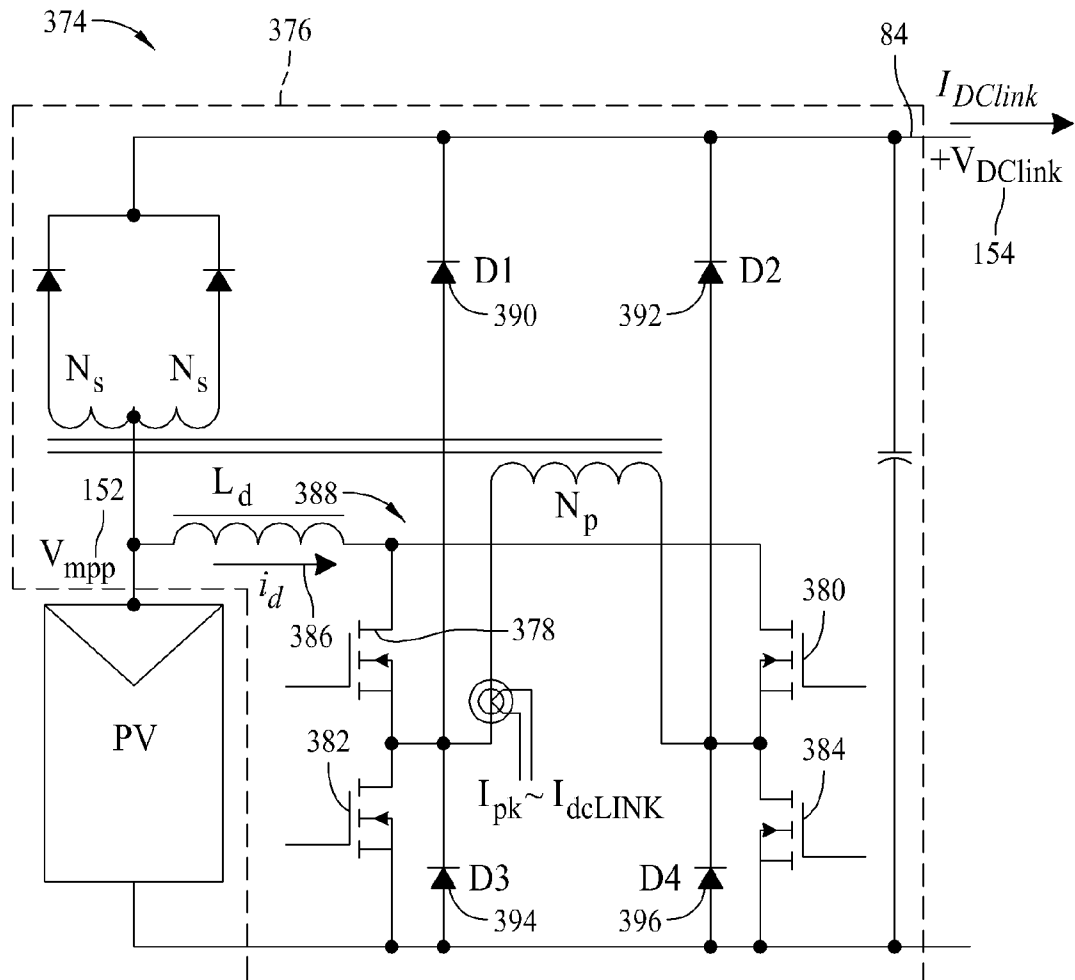 374
376
84
I_DClink
+V_DClink
154
D1
390
D2
392
N_s
N_s
152
L_d
388
N_p
V_mpp
i_d
386
378
380
PV
382
384
I_pk~ I_dcLINK
D3
394
D4
396